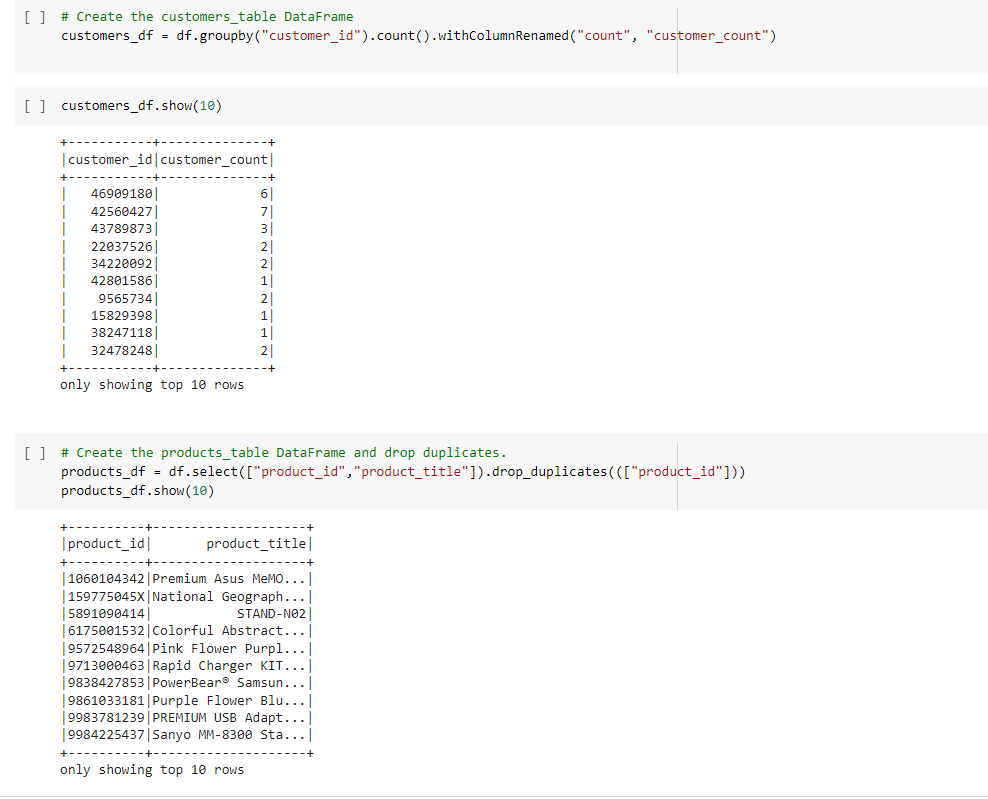 [ ] # Create the customers_table DataFrame
customers_df = df.groupby("customer_id").count().withColumnRenamed("count", "customer_count")
[ ] customers_df.show(10)
+-----------+--------------+
|customer_id|customer_count|
+-----------+--------------+
|   46909180|             6|
|   42560427|             7|
|   43789873|             3|
|   22037526|             2|
|   34220092|             2|
|   42801586|             1|
|    9565734|             2|
|   15829398|             1|
|   38247118|             1|
|   32478248|             2|
+-----------+--------------+
only showing top 10 rows
[ ] # Create the products_table DataFrame and drop duplicates.
products_df = df.select(["product_id","product_title"]).drop_duplicates((["product_id"]))
products_df.show(10)
+----------+--------------------+
|product_id|       product_title|
+----------+--------------------+
|1060104342|Premium Asus MeMO...|
|159775045X|National Geograph...|
|5891090414|           STAND-N02|
|6175001532|Colorful Abstract...|
|9572548964|Pink Flower Purpl...|
|9713000463|Rapid Charger KIT...|
|9838427853|PowerBear® Samsun...|
|9861033181|Purple Flower Blu...|
|9983781239|PREMIUM USB Adapt...|
|9984225437|Sanyo MM-8300 Sta...|
+----------+--------------------+
only showing top 10 rows